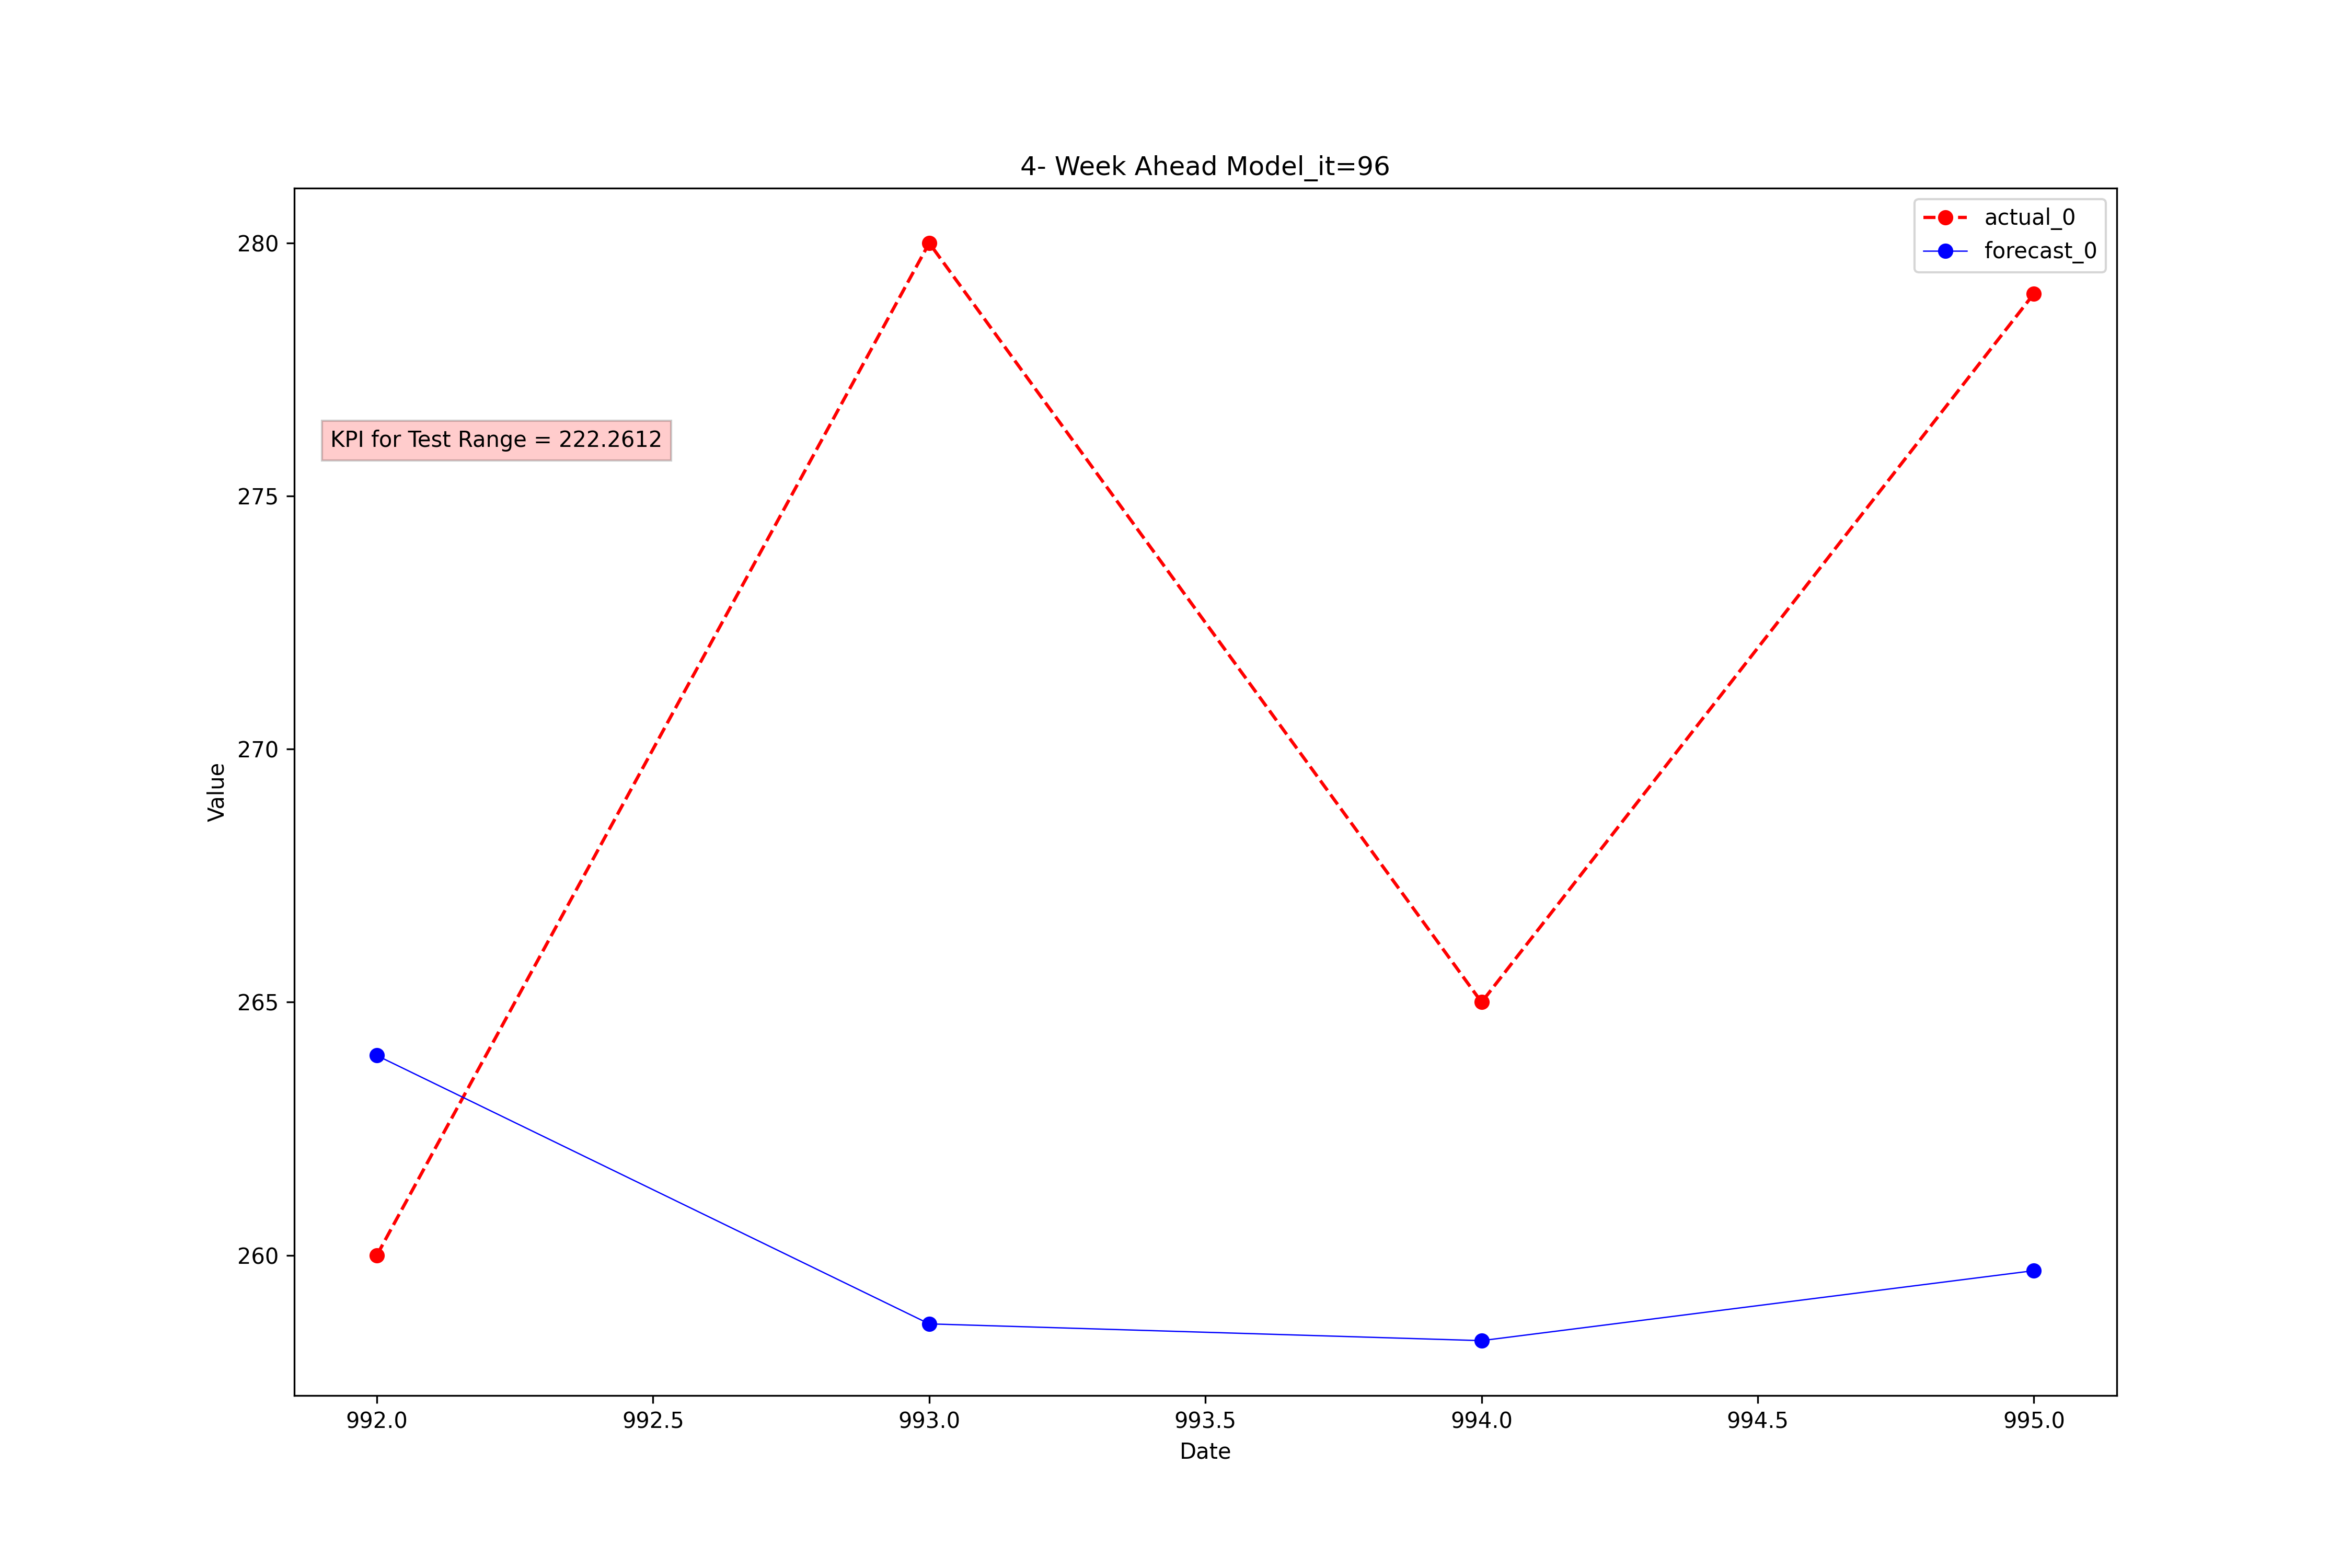 4- Week Ahead Model_it=96
actual_0
forecast_0
KPI for Test Range = 222.2612
280
275
270
265
260
Value
992.0 992.5 993.0 993.5 994.0 994.5 995.0
Date